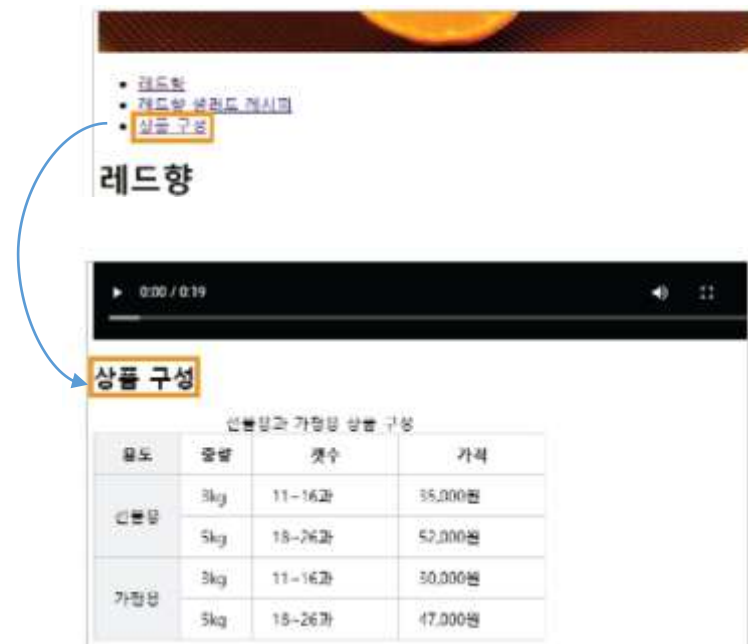 레드향
레드향 샐러드 레시피
상품 구성
레드향
0:00 / 0:19
상품 구성
선물용과 가정용 상품 구성
용도 중량 갯수 가격
선물용 3kg 11~16과 35,000원
5kg 18~26과 52,000원
가정용 3kg 11~16과 30,000원
5kg 18~26과 47,000원